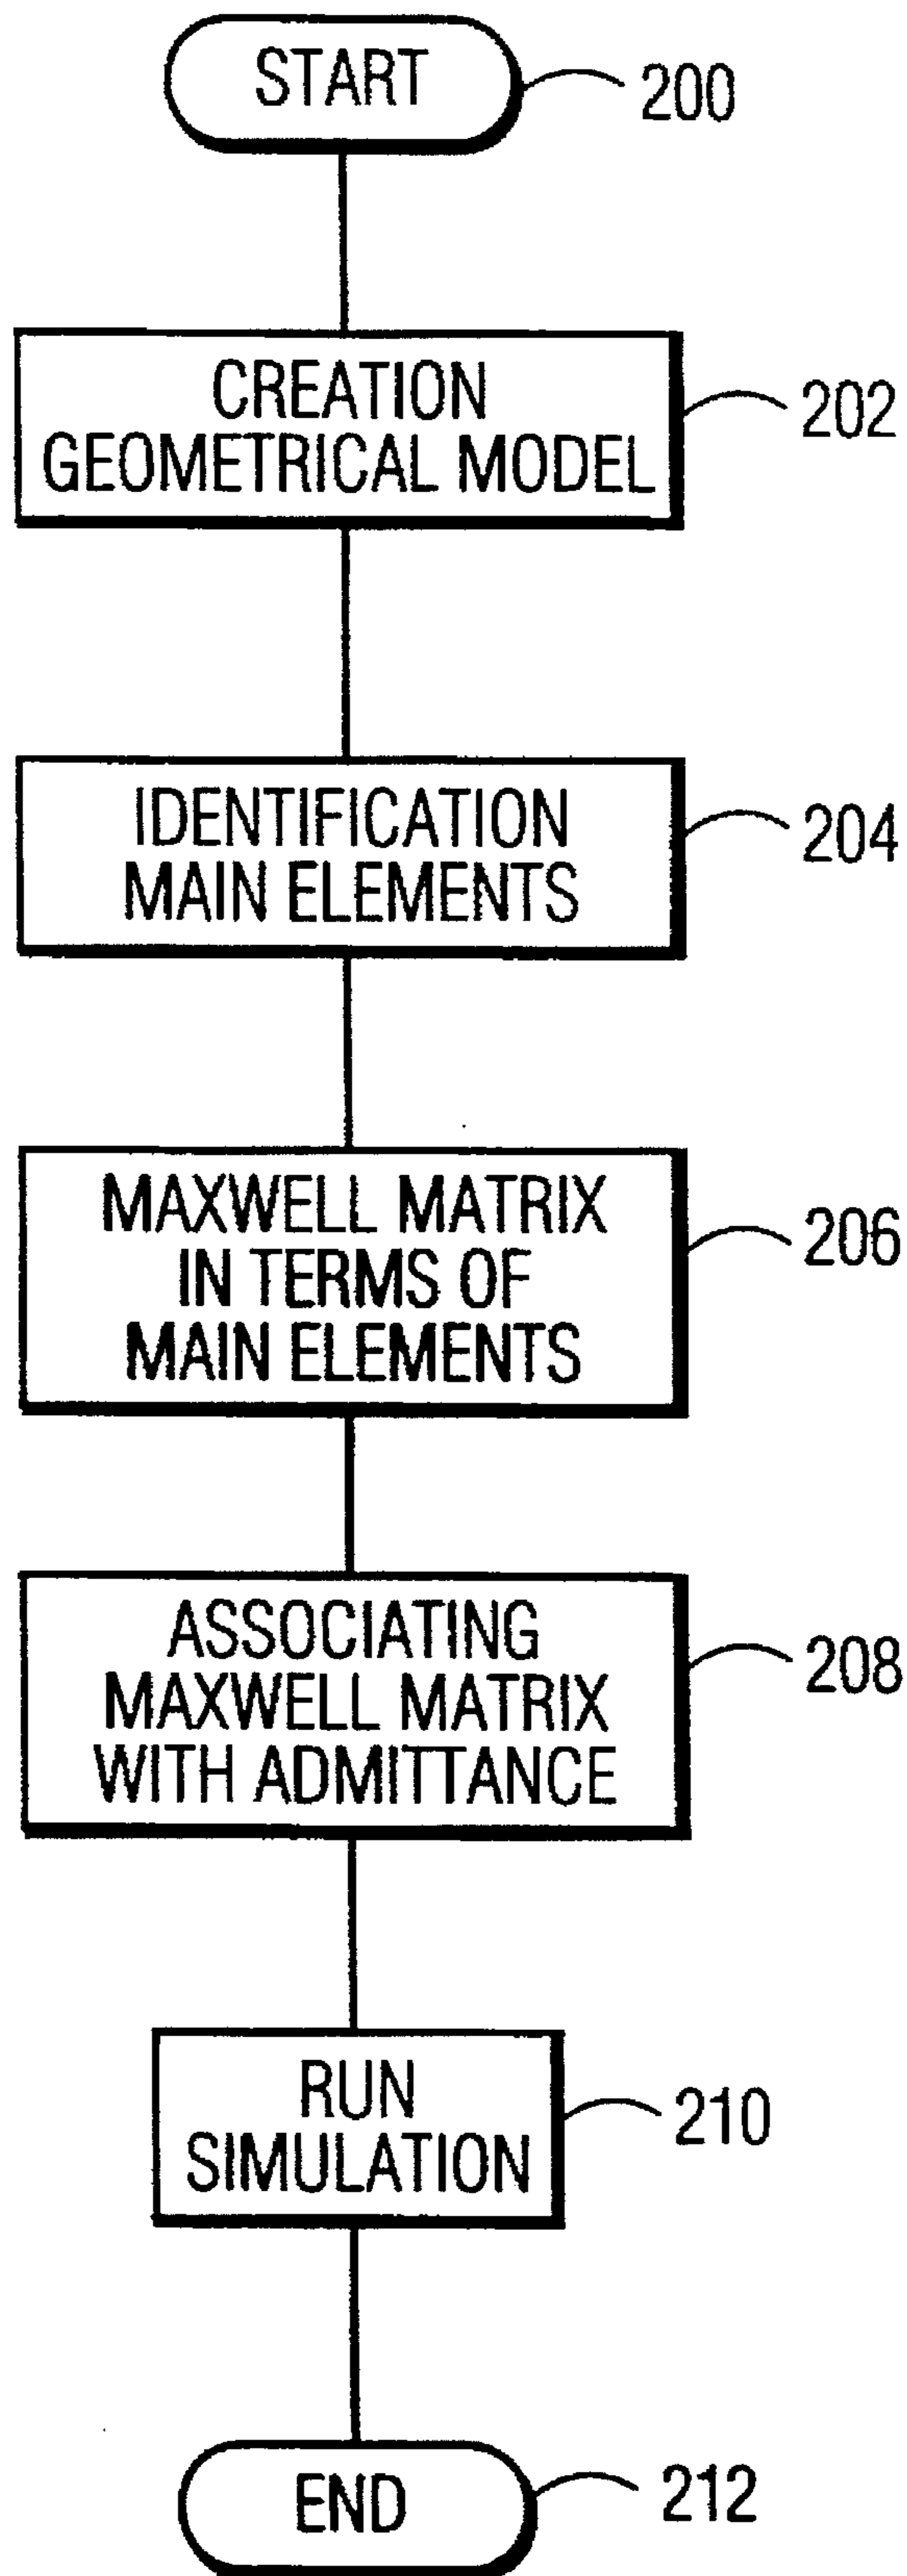 START
200
CREATION
GEOMETRICAL MODEL
202
IDENTIFICATION
MAIN ELEMENTS
204
MAXWELL MATRIX
IN TERMS OF
MAIN ELEMENTS
206
ASSOCIATING
MAXWELL MATRIX
WITH ADMITTANCE
208
RUN
SIMULATION
210
END
212